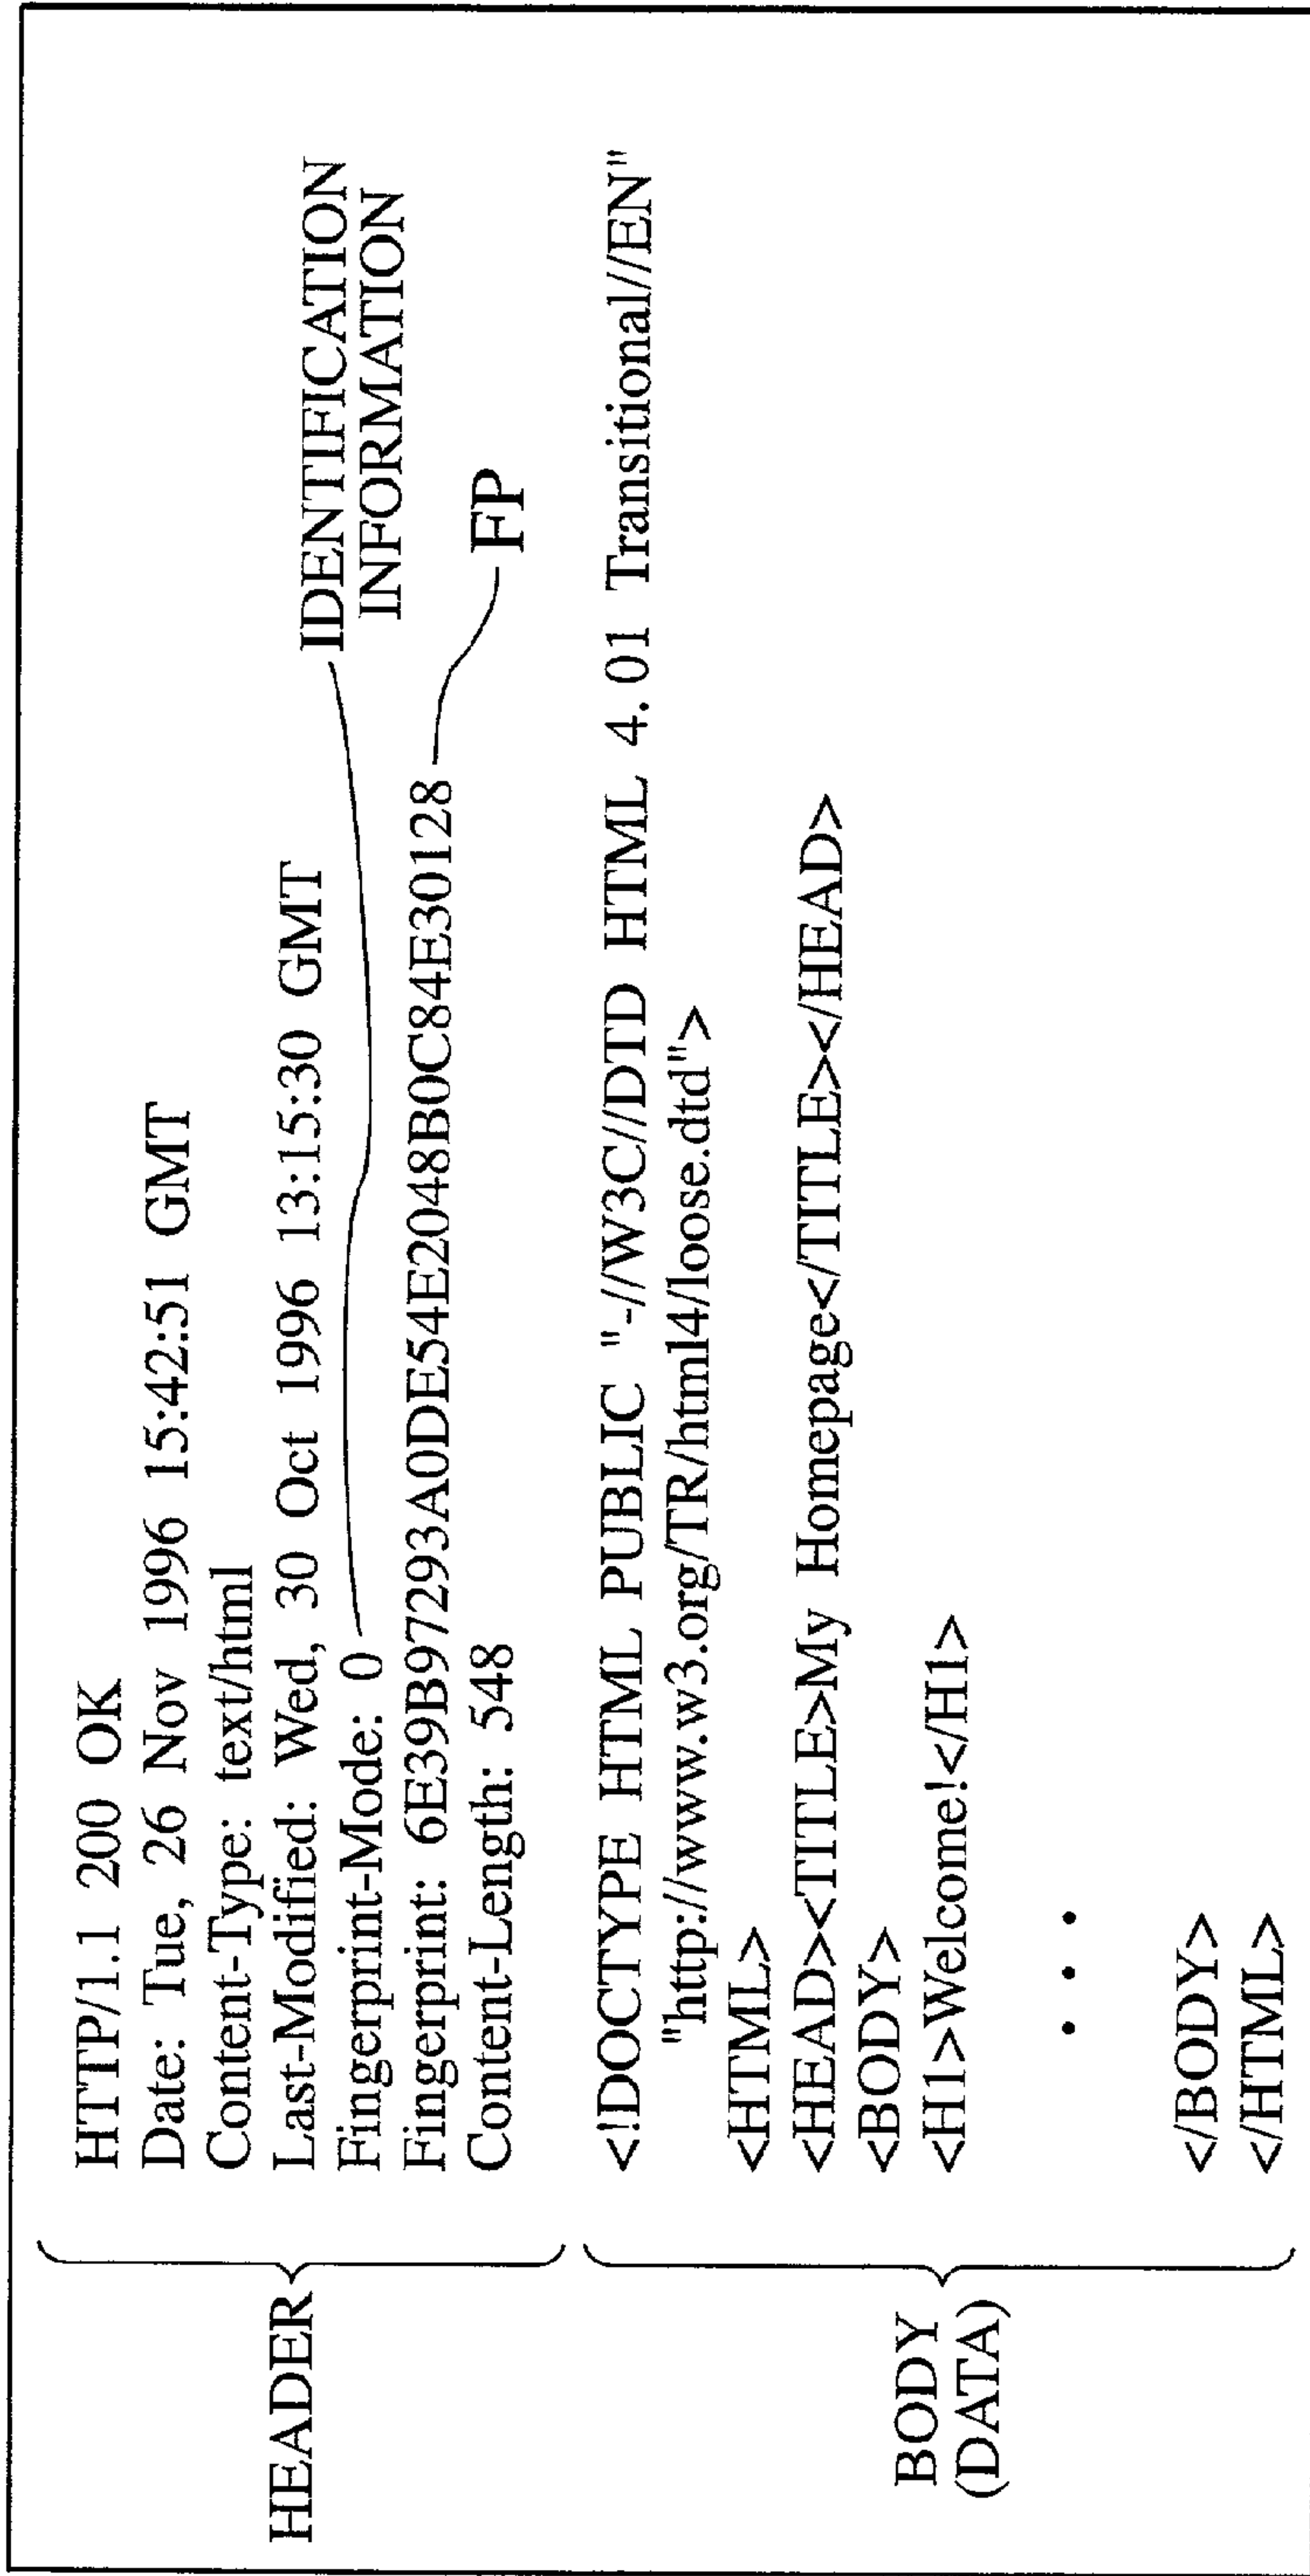 HEADER
HTTP/1.1 200 OK
Date: Tue, 26 Nov 1996 15:42:51 GMT
Content-Type: text/html
Last-Modified: Wed, 30 Oct 1996 13:15:30 GMT
Fingerprint-Mode: 0
IDENTIFICATION
INFORMATION
Fingerprint: 6E39B97293A0DE54E2048B0C84E30128
FP
Content-Length: 548
BODY
(DATA)
<!DOCTYPE HTML PUBLIC "-//W3C//DTD HTML 4. 01 Transitional//EN"
"http://www.w3.org/TR/html4/loose.dtd">
<HTML>
<HEAD><TITLE>My Homepage</TITLE></HEAD>
<BODY>
<H1>Welcome!</H1>
• • •
</BODY>
</HTML>